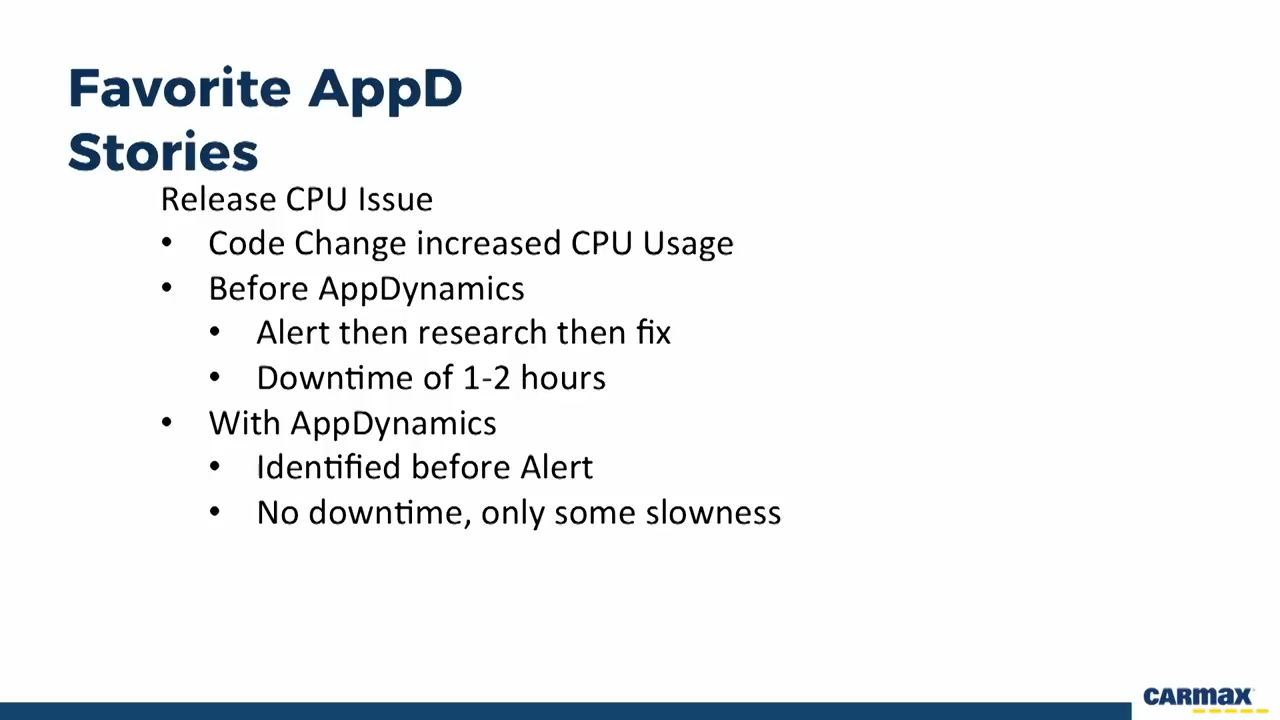 Favorite AppD
Stories
Release CPU Issue
• Code Change increased CPU Usage
• Before AppDynamics
• Alert then research then fix
• Downtime of 1-2 hours
• With AppDynamics
• Identified before Alert
• No downtime, only some slowness
CARMAX